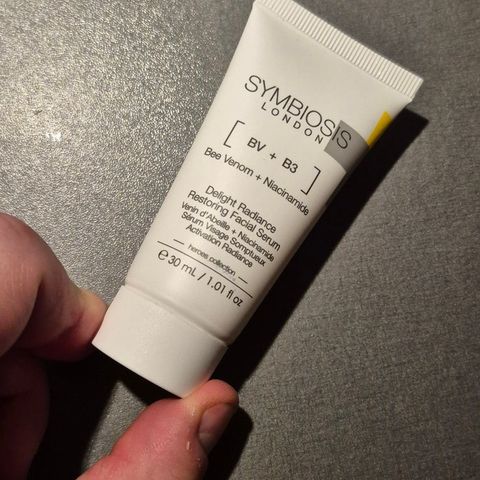 SYMBIOSIS
LONDON
[ BV + B3 ]
Bee Venom + Niacinamide
Delight Radiance
Restoring Facial Serum
Venin d'Abeille + Niacinamide
Sérum Visage Somptueux
Activation Radiance
heroes collection
℮ 30 mL / 1.01 fl oz